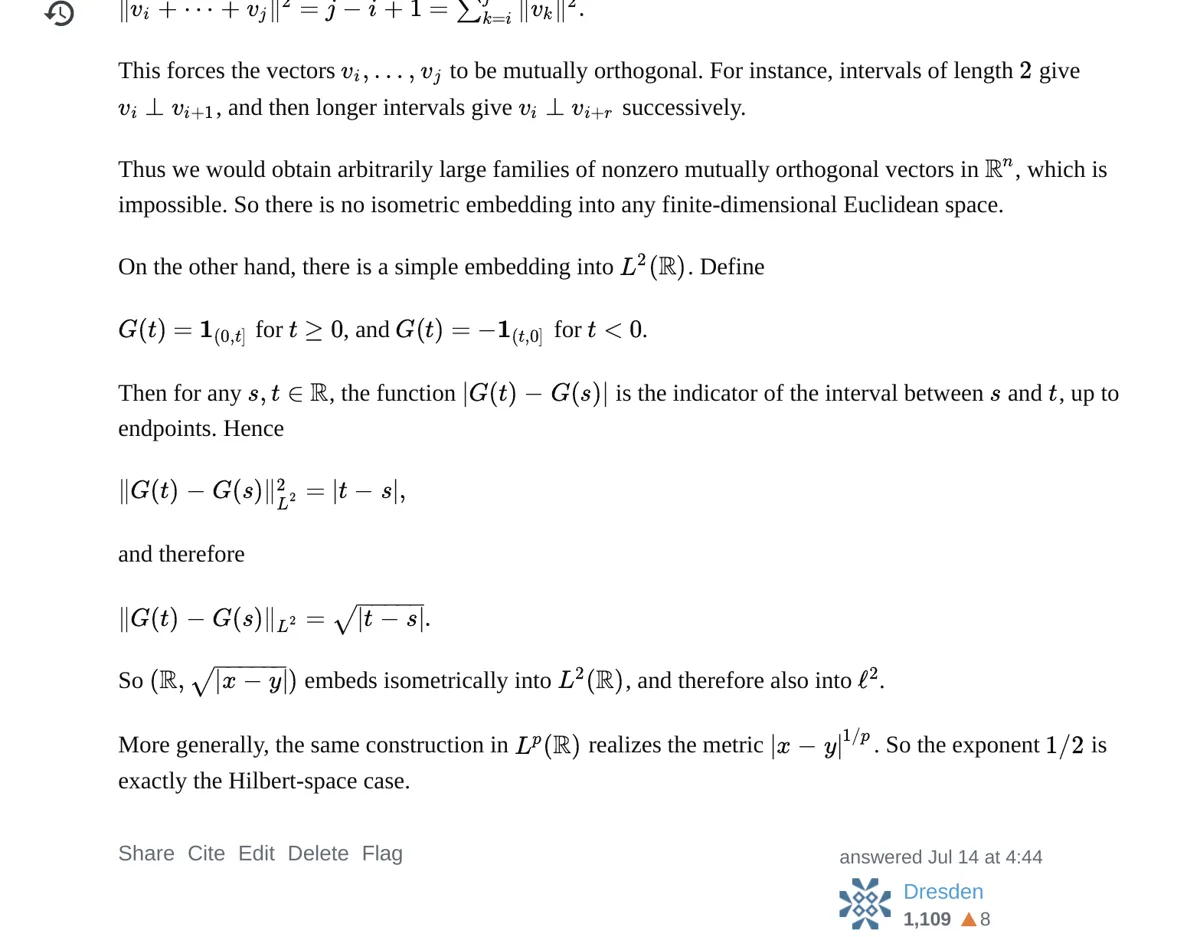 ‖v_i + ⋯ + v_j‖² = j − i + 1 = ∑_{k=i}^{j} ‖v_k‖².
This forces the vectors v_i, . . . , v_j to be mutually orthogonal. For instance, intervals of length 2 give
v_i ⊥ v_{i+1}, and then longer intervals give v_i ⊥ v_{i+r} successively.
Thus we would obtain arbitrarily large families of nonzero mutually orthogonal vectors in ℝⁿ, which is
impossible. So there is no isometric embedding into any finite-dimensional Euclidean space.
On the other hand, there is a simple embedding into L²(ℝ). Define
G(t) = 𝟏_{(0,t]} for t ≥ 0, and G(t) = −𝟏_{(t,0]} for t < 0.
Then for any s, t ∈ ℝ, the function |G(t) − G(s)| is the indicator of the interval between s and t, up to
endpoints. Hence
‖G(t) − G(s)‖²_{L²} = |t − s|,
and therefore
‖G(t) − G(s)‖_{L²} = √|t − s|.
So (ℝ, √|x − y|) embeds isometrically into L²(ℝ), and therefore also into ℓ².
More generally, the same construction in L^p(ℝ) realizes the metric |x − y|^{1/p}. So the exponent 1/2 is
exactly the Hilbert-space case.
Share Cite Edit Delete Flag
answered Jul 14 at 4:44
Dresden
1,109 ▲8